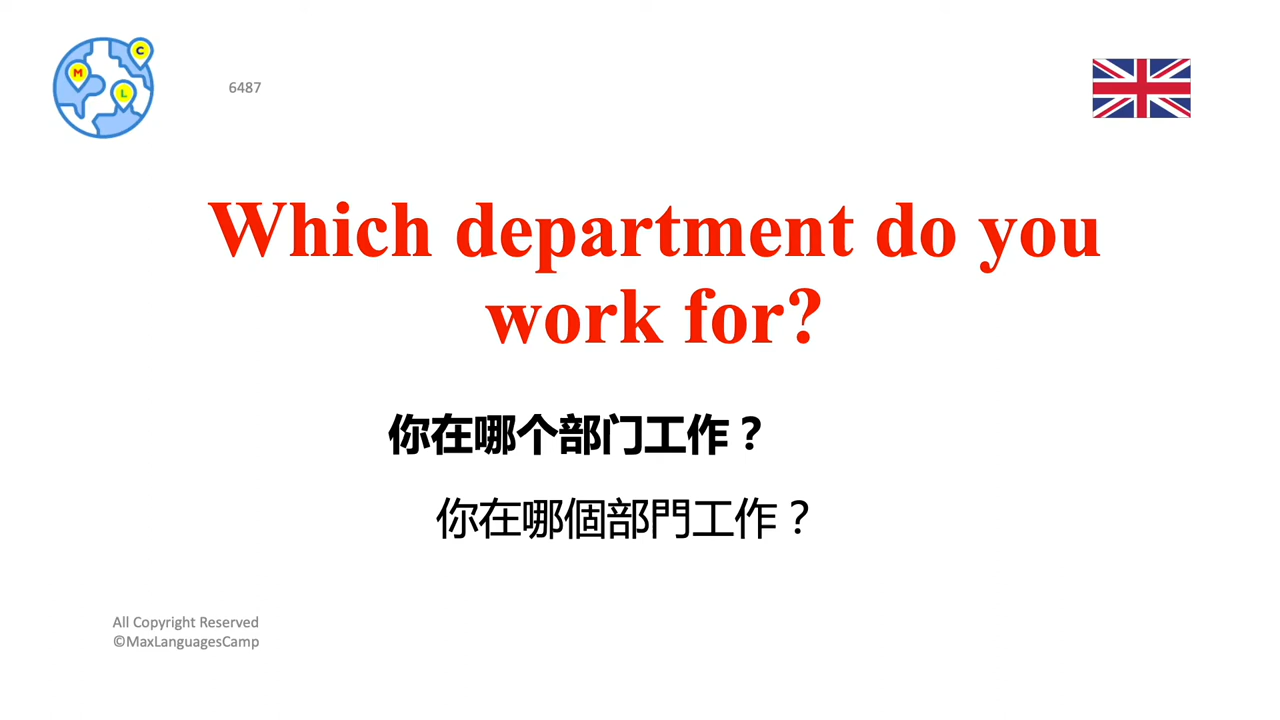 C
M
L
6487
Which department do you
work for?
你在哪个部门工作？
你在哪個部門工作？
All Copyright Reserved
©MaxLanguagesCamp